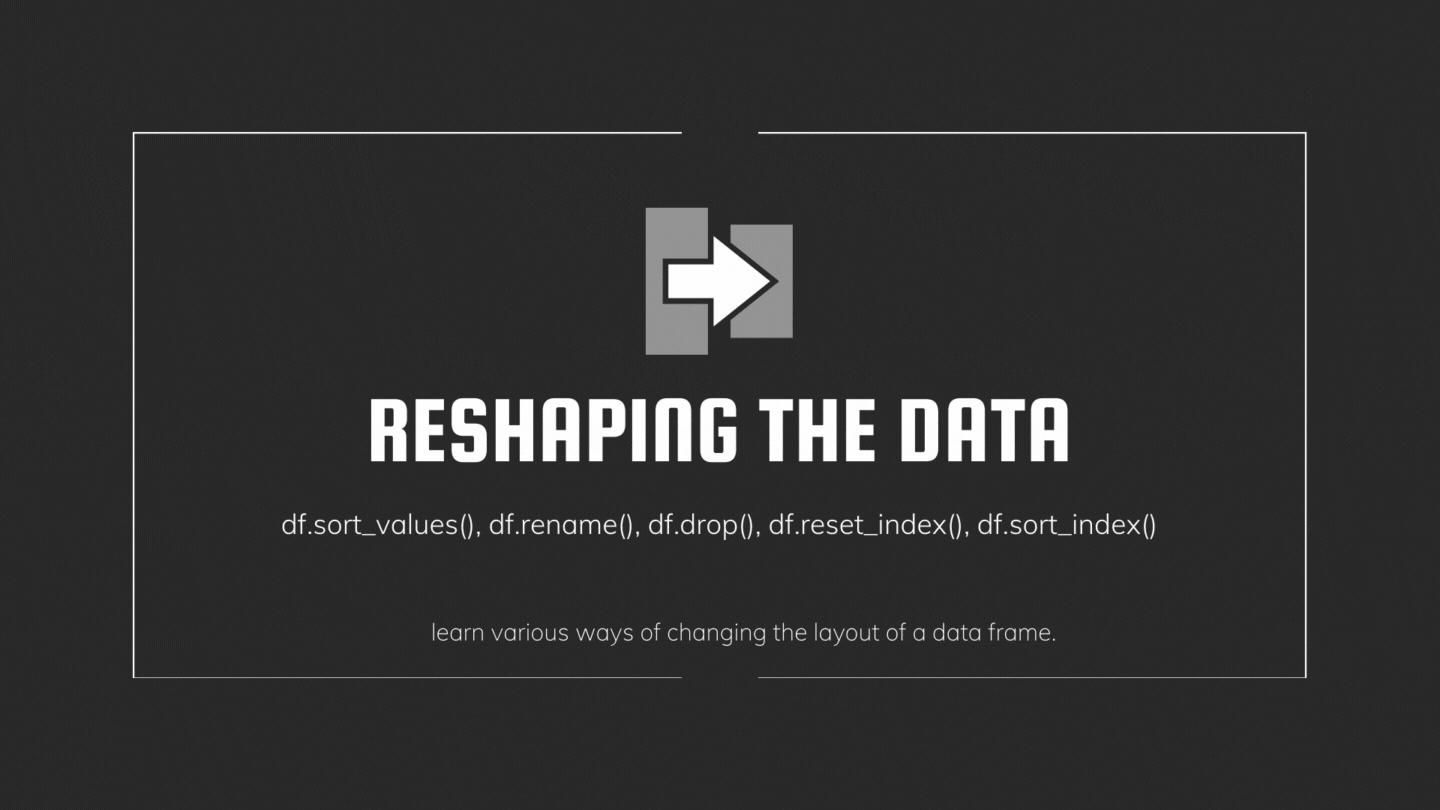 RESHAPING THE DATA
df.sort_values(), df.rename(), df.drop(), df.reset_index(), df.sort_index()
learn various ways of changing the layout of a data frame.